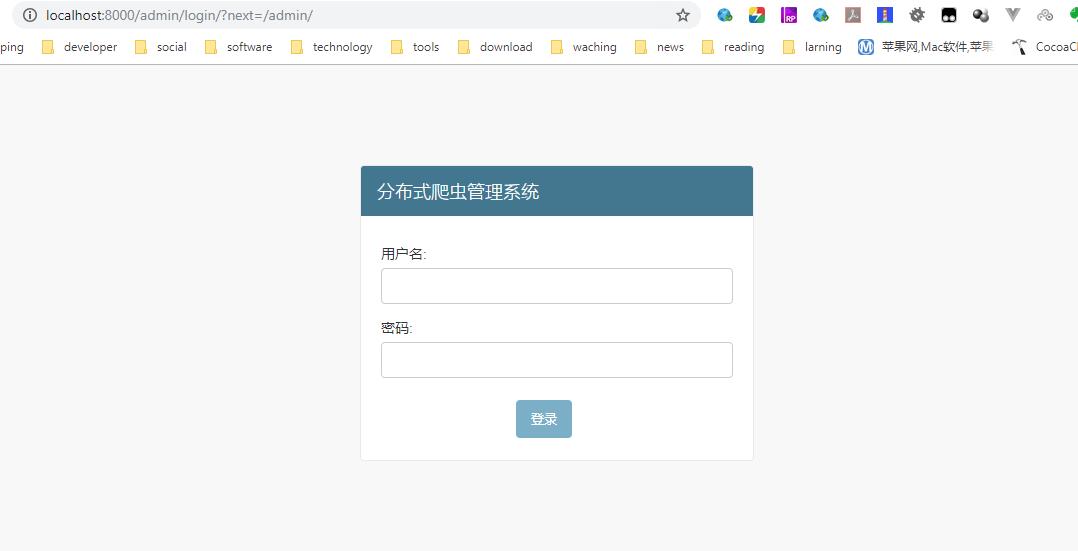 localhost:8000/admin/login/?next=/admin/
ping developer social software technology tools download waching news reading larning 苹果网,Mac软件,苹果 CocoaC
分布式爬虫管理系统
用户名:
密码:
登录